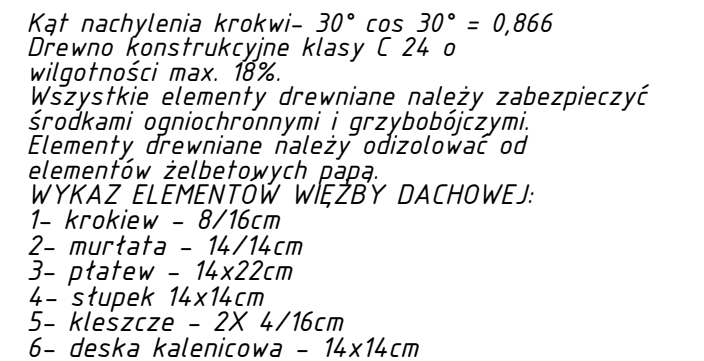 Kąt nachylenia krokwi- 30° cos 30° = 0,866
Drewno konstrukcyjne klasy C 24 o
wilgotności max. 18%.
Wszystkie elementy drewniane należy zabezpieczyć
środkami ogniochronnymi i grzybobójczymi.
Elementy drewniane należy odizolować od
elementów żelbetowych papą.
WYKAZ ELEMENTÓW WIĘŹBY DACHOWEJ:
1- krokiew - 8/16cm
2- murłata - 14/14cm
3- płatew - 14x22cm
4- słupek 14x14cm
5- kleszcze - 2X 4/16cm
6- deska kalenicowa - 14x14cm